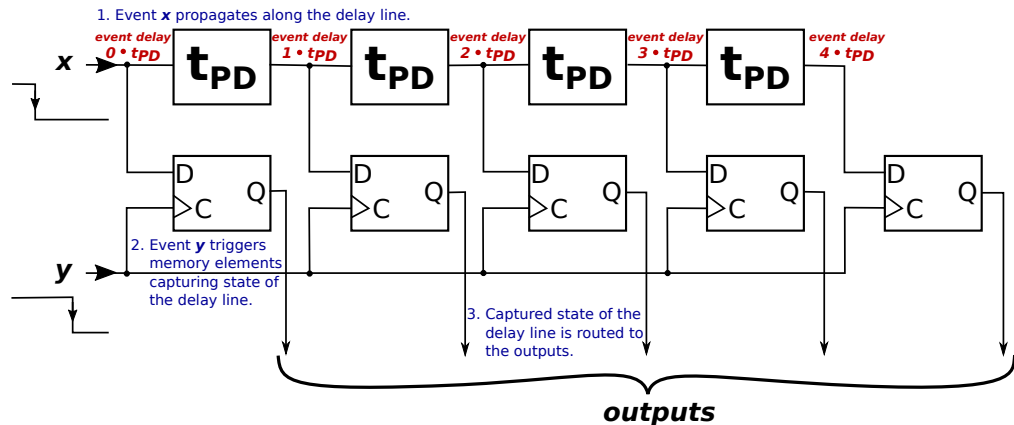 1. Event x propagates along the delay line.
event delay
0 • tPD
event delay
1 • tPD
event delay
2 • tPD
event delay
3 • tPD
event delay
4 • tPD
x
tPD
tPD
tPD
tPD
D
Q
C
D
Q
C
D
Q
C
D
Q
C
D
Q
C
2. Event y triggers
memory elements
capturing state of
the delay line.
y
3. Captured state of the
delay line is routed to
the outputs.
outputs